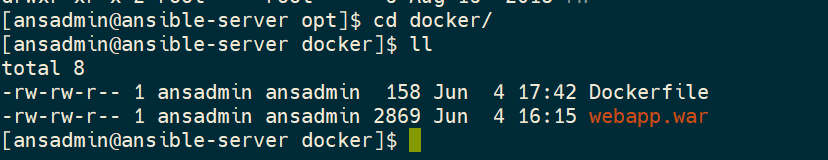 [ansadmin@ansible-server opt]$ cd docker/
[ansadmin@ansible-server docker]$ ll
total 8
-rw-rw-r-- 1 ansadmin ansadmin  158 Jun  4 17:42 Dockerfile
-rw-rw-r-- 1 ansadmin ansadmin 2869 Jun  4 16:15 webapp.war
[ansadmin@ansible-server docker]$